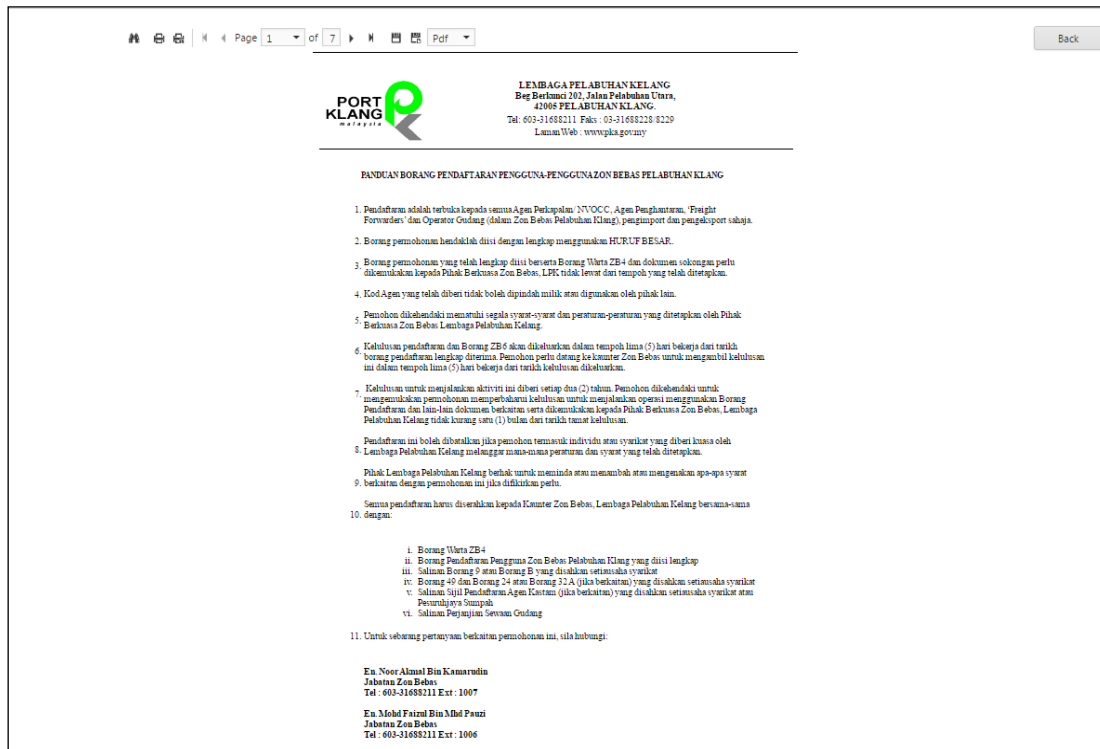 Page 1 of 7 Pdf Back
PORT
KLANG
malaysia
LEMBAGA PELABUHAN KELANG
Beg Berkunci 202, Jalan Pelabuhan Utara,
42005 PELABUHAN KLANG.
Tel: 603-31688211 Faks : 03-31688228/8229
Laman Web : www.pka.gov.my
PANDUAN BORANG PENDAFTARAN PENGGUNA-PENGGUNA ZON BEBAS PELABUHAN KLANG
1. Pendaftaran adalah terbuka kepada semua Agen Perkapalan/ NVOCC, Agen Penghantaran, 'Freight
Forwarders' dan Operator Gudang (dalam Zon Bebas Pelabuhan Klang), pengimport dan pengeksport sahaja.
2. Borang permohonan hendaklah diisi dengan lengkap menggunakan HURUF BESAR.
3. Borang permohonan yang telah lengkap diisi berserta Borang Warta ZB4 dan dokumen sokongan perlu
dikemukakan kepada Pihak Berkuasa Zon Bebas, LPK tidak lewat dari tempoh yang telah ditetapkan.
4. Kod Agen yang telah diberi tidak boleh dipindah milik atau digunakan oleh pihak lain.
5. Pemohon dikehendaki mematuhi segala syarat-syarat dan peraturan-peraturan yang ditetapkan oleh Pihak
Berkuasa Zon Bebas Lembaga Pelabuhan Kelang.
6. Kelulusan pendaftaran dan Borang ZB6 akan dikeluarkan dalam tempoh lima (5) hari bekerja dari tarikh
borang pendaftaran lengkap diterima. Pemohon perlu datang ke kaunter Zon Bebas untuk mengambil kelulusan
ini dalam tempoh lima (5) hari bekerja dari tarikh kelulusan dikeluarkan.
7. Kelulusan untuk menjalankan aktiviti ini diberi setiap dua (2) tahun. Pemohon dikehendaki untuk
mengemukakan permohonan memperbaharui kelulusan untuk menjalankan operasi menggunakan Borang
Pendaftaran dan lain-lain dokumen berkaitan serta dikemukakan kepada Pihak Berkuasa Zon Bebas, Lembaga
Pelabuhan Kelang tidak kurang satu (1) bulan dari tarikh tamat kelulusan.
Pendaftaran ini boleh dibatalkan jika pemohon termasuk individu atau syarikat yang diberi kuasa oleh
8. Lembaga Pelabuhan Kelang melanggar mana-mana peraturan dan syarat yang telah ditetapkan.
Pihak Lembaga Pelabuhan Kelang berhak untuk meminda atau menambah atau mengenakan apa-apa syarat
9. berkaitan dengan permohonan ini jika difikirkan perlu.
Semua pendaftaran harus diserahkan kepada Kaunter Zon Bebas, Lembaga Pelabuhan Kelang bersama-sama
10. dengan:
i. Borang Warta ZB4
ii. Borang Pendaftaran Pengguna Zon Bebas Pelabuhan Klang yang diisi lengkap
iii. Salinan Borang 9 atau Borang B yang disahkan setiausaha syarikat
iv. Borang 49 dan Borang 24 atau Borang 32A (jika berkaitan) yang disahkan setiausaha syarikat
v. Salinan Sijil Pendaftaran Agen Kastam (jika berkaitan) yang disahkan setiausaha syarikat atau
Pesuruhjaya Sumpah
vi. Salinan Perjanjian Sewaan Gudang
11. Untuk sebarang pertanyaan berkaitan permohonan ini, sila hubungi:
En. Noor Akmal Bin Kamarudin
Jabatan Zon Bebas
Tel : 603-31688211 Ext : 1007
En. Mohd Faizul Bin Mhd Pauzi
Jabatan Zon Bebas
Tel : 603-31688211 Ext : 1006